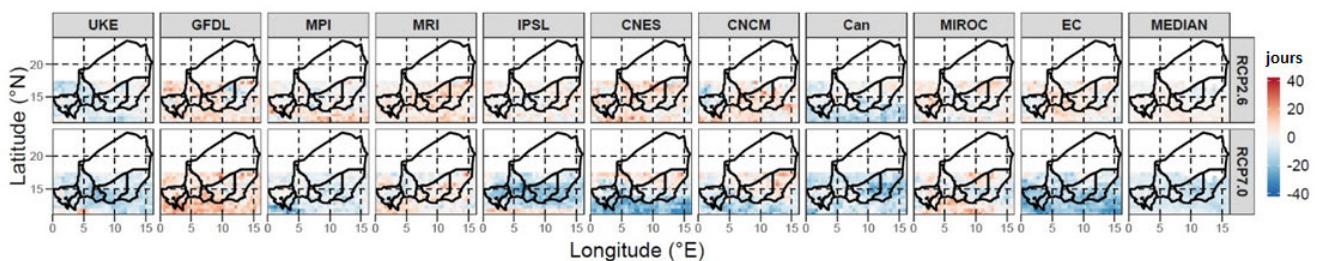 UKE GFDL MPI MRI IPSL CNES CNCM Can MIROC EC MEDIAN
Latitude (°N)
20
15
RCP2.6
20
15
RCP7.0
0 5 10 15 0 5 10 15 0 5 10 15 0 5 10 15 0 5 10 15 0 5 10 15 0 5 10 15 0 5 10 15 0 5 10 15 0 5 10 15 0 5 10 15
Longitude (°E)
jours
40
20
0
-20
-40